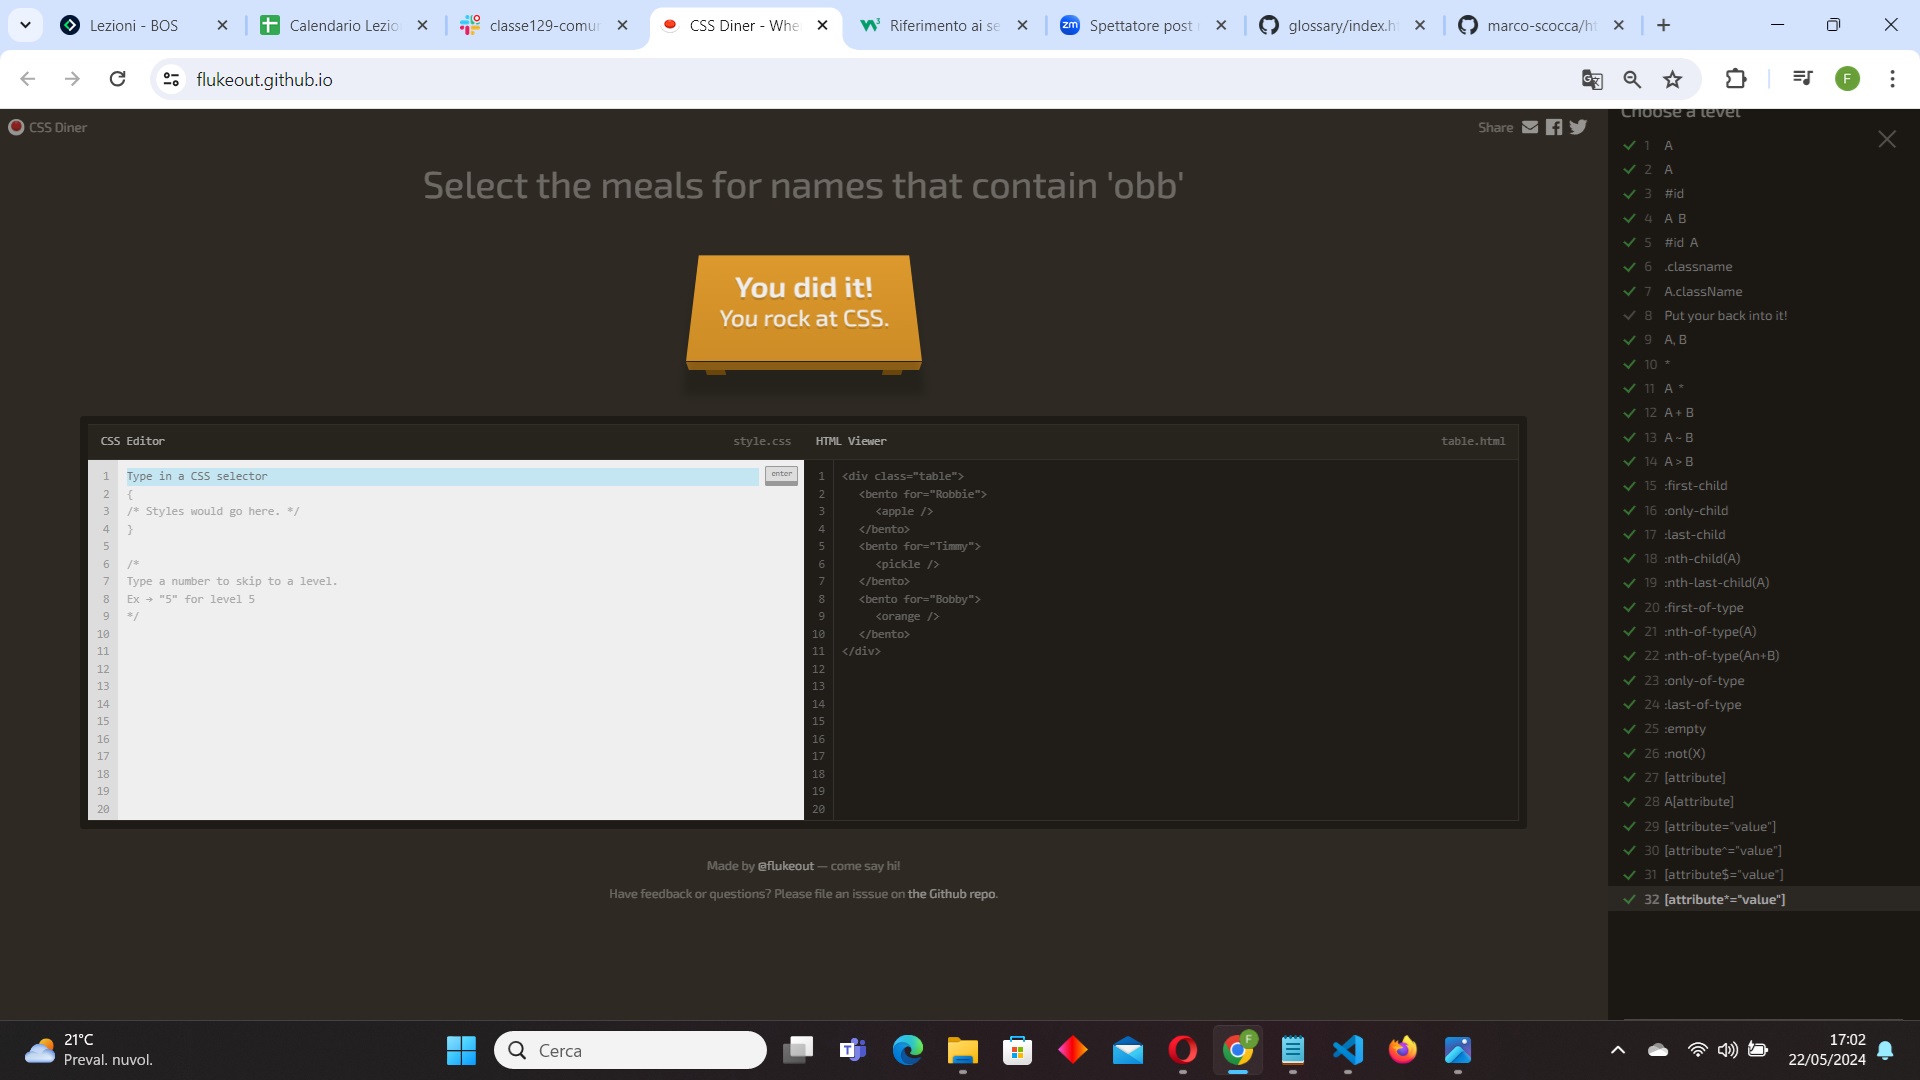 Lezioni - BOS
Calendario Lezio
classe129-comur
CSS Diner - Whe
Riferimento ai se
Spettatore post
glossary/index.h
marco-scocca/ht
flukeout.github.io
F
CSS Diner
Share
Select the meals for names that contain 'obb'
You did it!
You rock at CSS.
CSS Editor
style.css
1 Type in a CSS selector
enter
2 {
3 /* Styles would go here. */
4 }
5
6 /*
7 Type a number to skip to a level.
8 Ex → "5" for level 5
9 */
10
11
12
13
14
15
16
17
18
19
20
HTML Viewer
table.html
1 <div class="table">
2 <bento for="Robbie">
3 <apple />
4 </bento>
5 <bento for="Timmy">
6 <pickle />
7 </bento>
8 <bento for="Bobby">
9 <orange />
10 </bento>
11 </div>
12
13
14
15
16
17
18
19
20
Made by @flukeout — come say hi!
Have feedback or questions? Please file an isssue on the Github repo.
Choose a level
1 A
2 A
3 #id
4 A B
5 #id A
6 .classname
7 A.className
8 Put your back into it!
9 A, B
10 *
11 A *
12 A + B
13 A ~ B
14 A > B
15 :first-child
16 :only-child
17 :last-child
18 :nth-child(A)
19 :nth-last-child(A)
20 :first-of-type
21 :nth-of-type(A)
22 :nth-of-type(An+B)
23 :only-of-type
24 :last-of-type
25 :empty
26 :not(X)
27 [attribute]
28 A[attribute]
29 [attribute="value"]
30 [attribute^="value"]
31 [attribute$="value"]
32 [attribute*="value"]
21°C
Preval. nuvol.
Cerca
17:02
22/05/2024